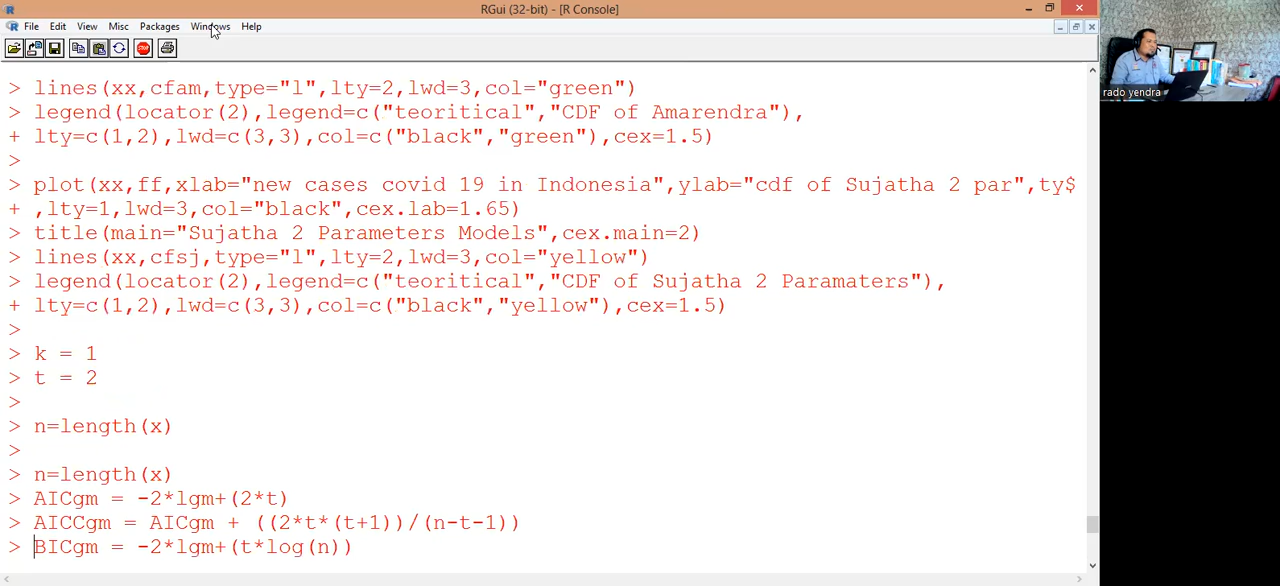 RGui (32-bit) - [R Console]
File Edit View Misc Packages Windows Help
STOP
> lines(xx,cfam,type="l",lty=2,lwd=3,col="green")
> legend(locator(2),legend=c("teoritical","CDF of Amarendra"),
+ lty=c(1,2),lwd=c(3,3),col=c("black","green"),cex=1.5)
>
> plot(xx,ff,xlab="new cases covid 19 in Indonesia",ylab="cdf of Sujatha 2 par",ty$
+ ,lty=1,lwd=3,col="black",cex.lab=1.65)
> title(main="Sujatha 2 Parameters Models",cex.main=2)
> lines(xx,cfsj,type="l",lty=2,lwd=3,col="yellow")
> legend(locator(2),legend=c("teoritical","CDF of Sujatha 2 Paramaters"),
+ lty=c(1,2),lwd=c(3,3),col=c("black","yellow"),cex=1.5)
>
> k = 1
> t = 2
>
> n=length(x)
>
> n=length(x)
> AICgm = -2*lgm+(2*t)
> AICCgm = AICgm + ((2*t*(t+1))/(n-t-1))
> BICgm = -2*lgm+(t*log(n))
rado yendra